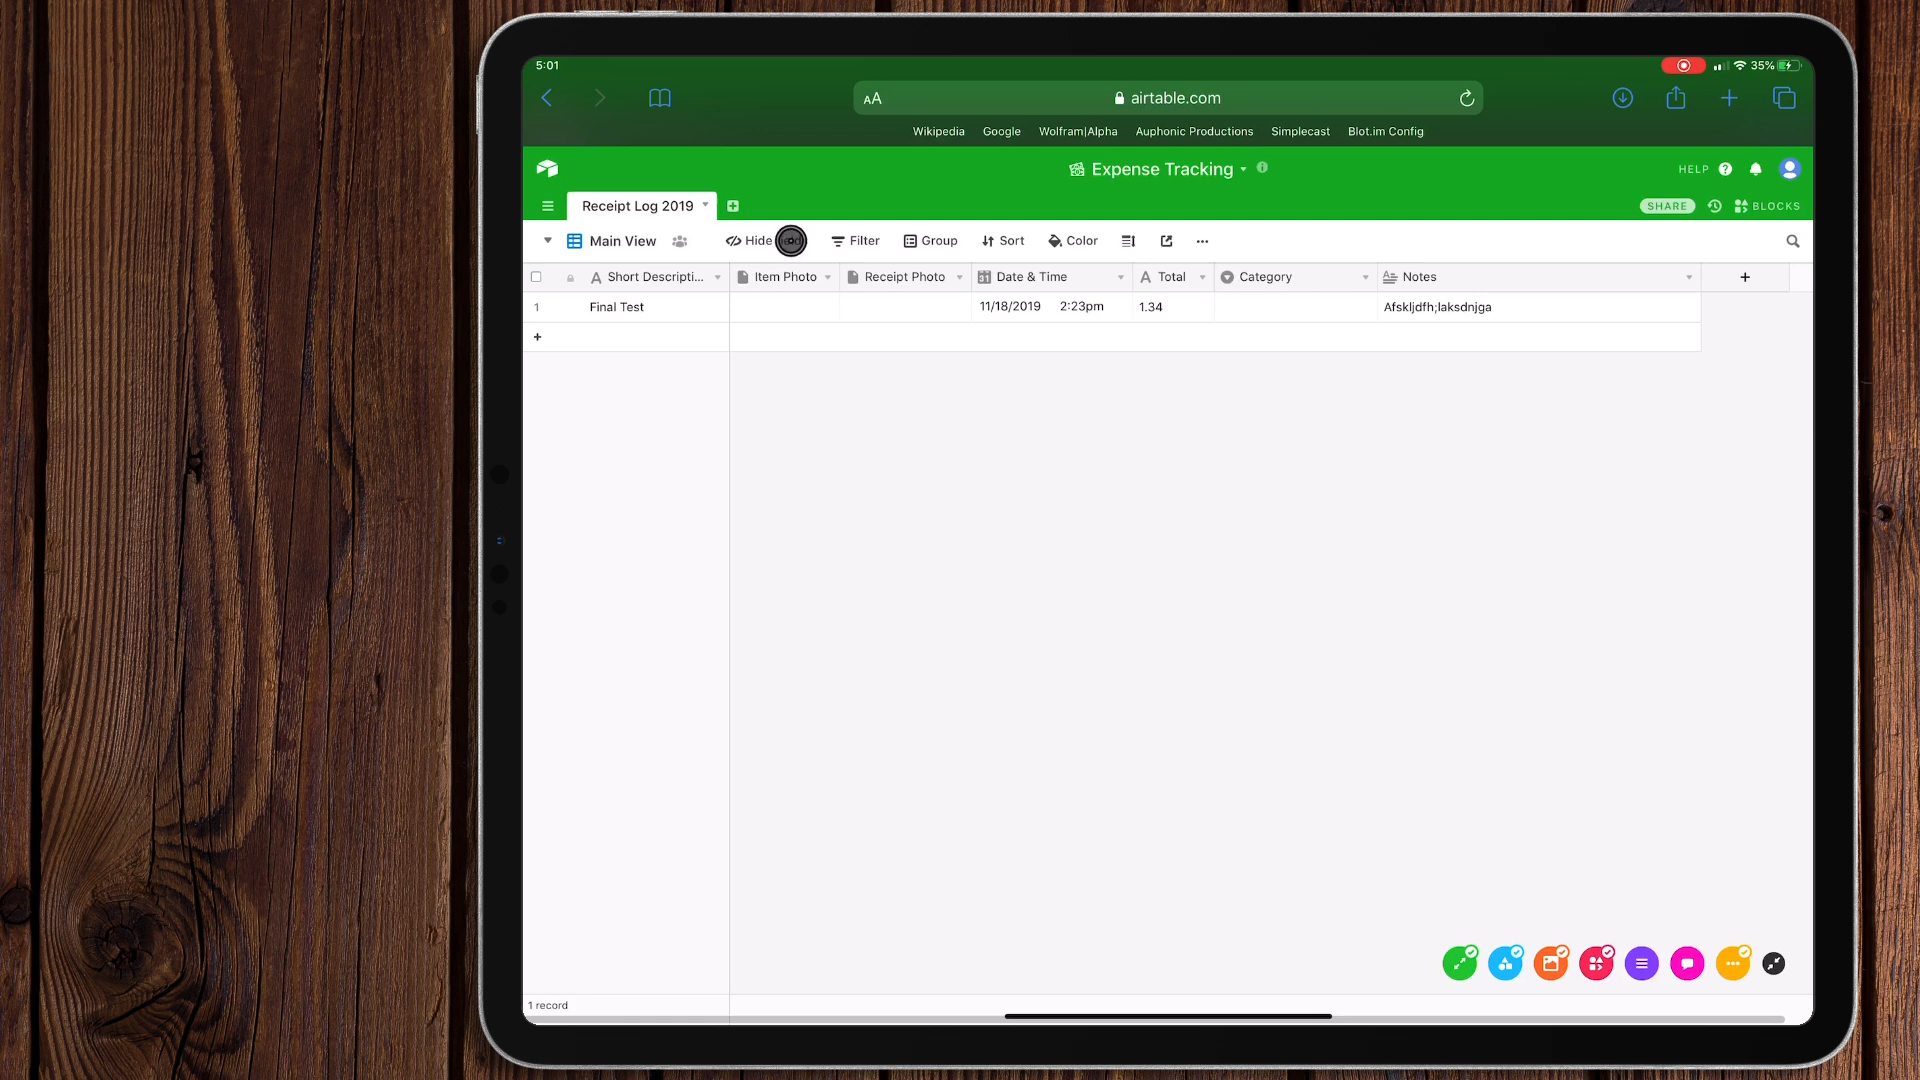 5:01
35%
AA
airtable.com
Wikipedia Google Wolfram|Alpha Auphonic Productions Simplecast Blot.im Config
Expense Tracking
HELP ?
Receipt Log 2019
SHARE
BLOCKS
Main View
Hide
Filter
Group
Sort
Color
Short Descripti...
Item Photo
Receipt Photo
31 Date & Time
Total
Category
Notes
1 Final Test 11/18/2019 2:23pm 1.34 Afskljdfh;laksdnjga
1 record